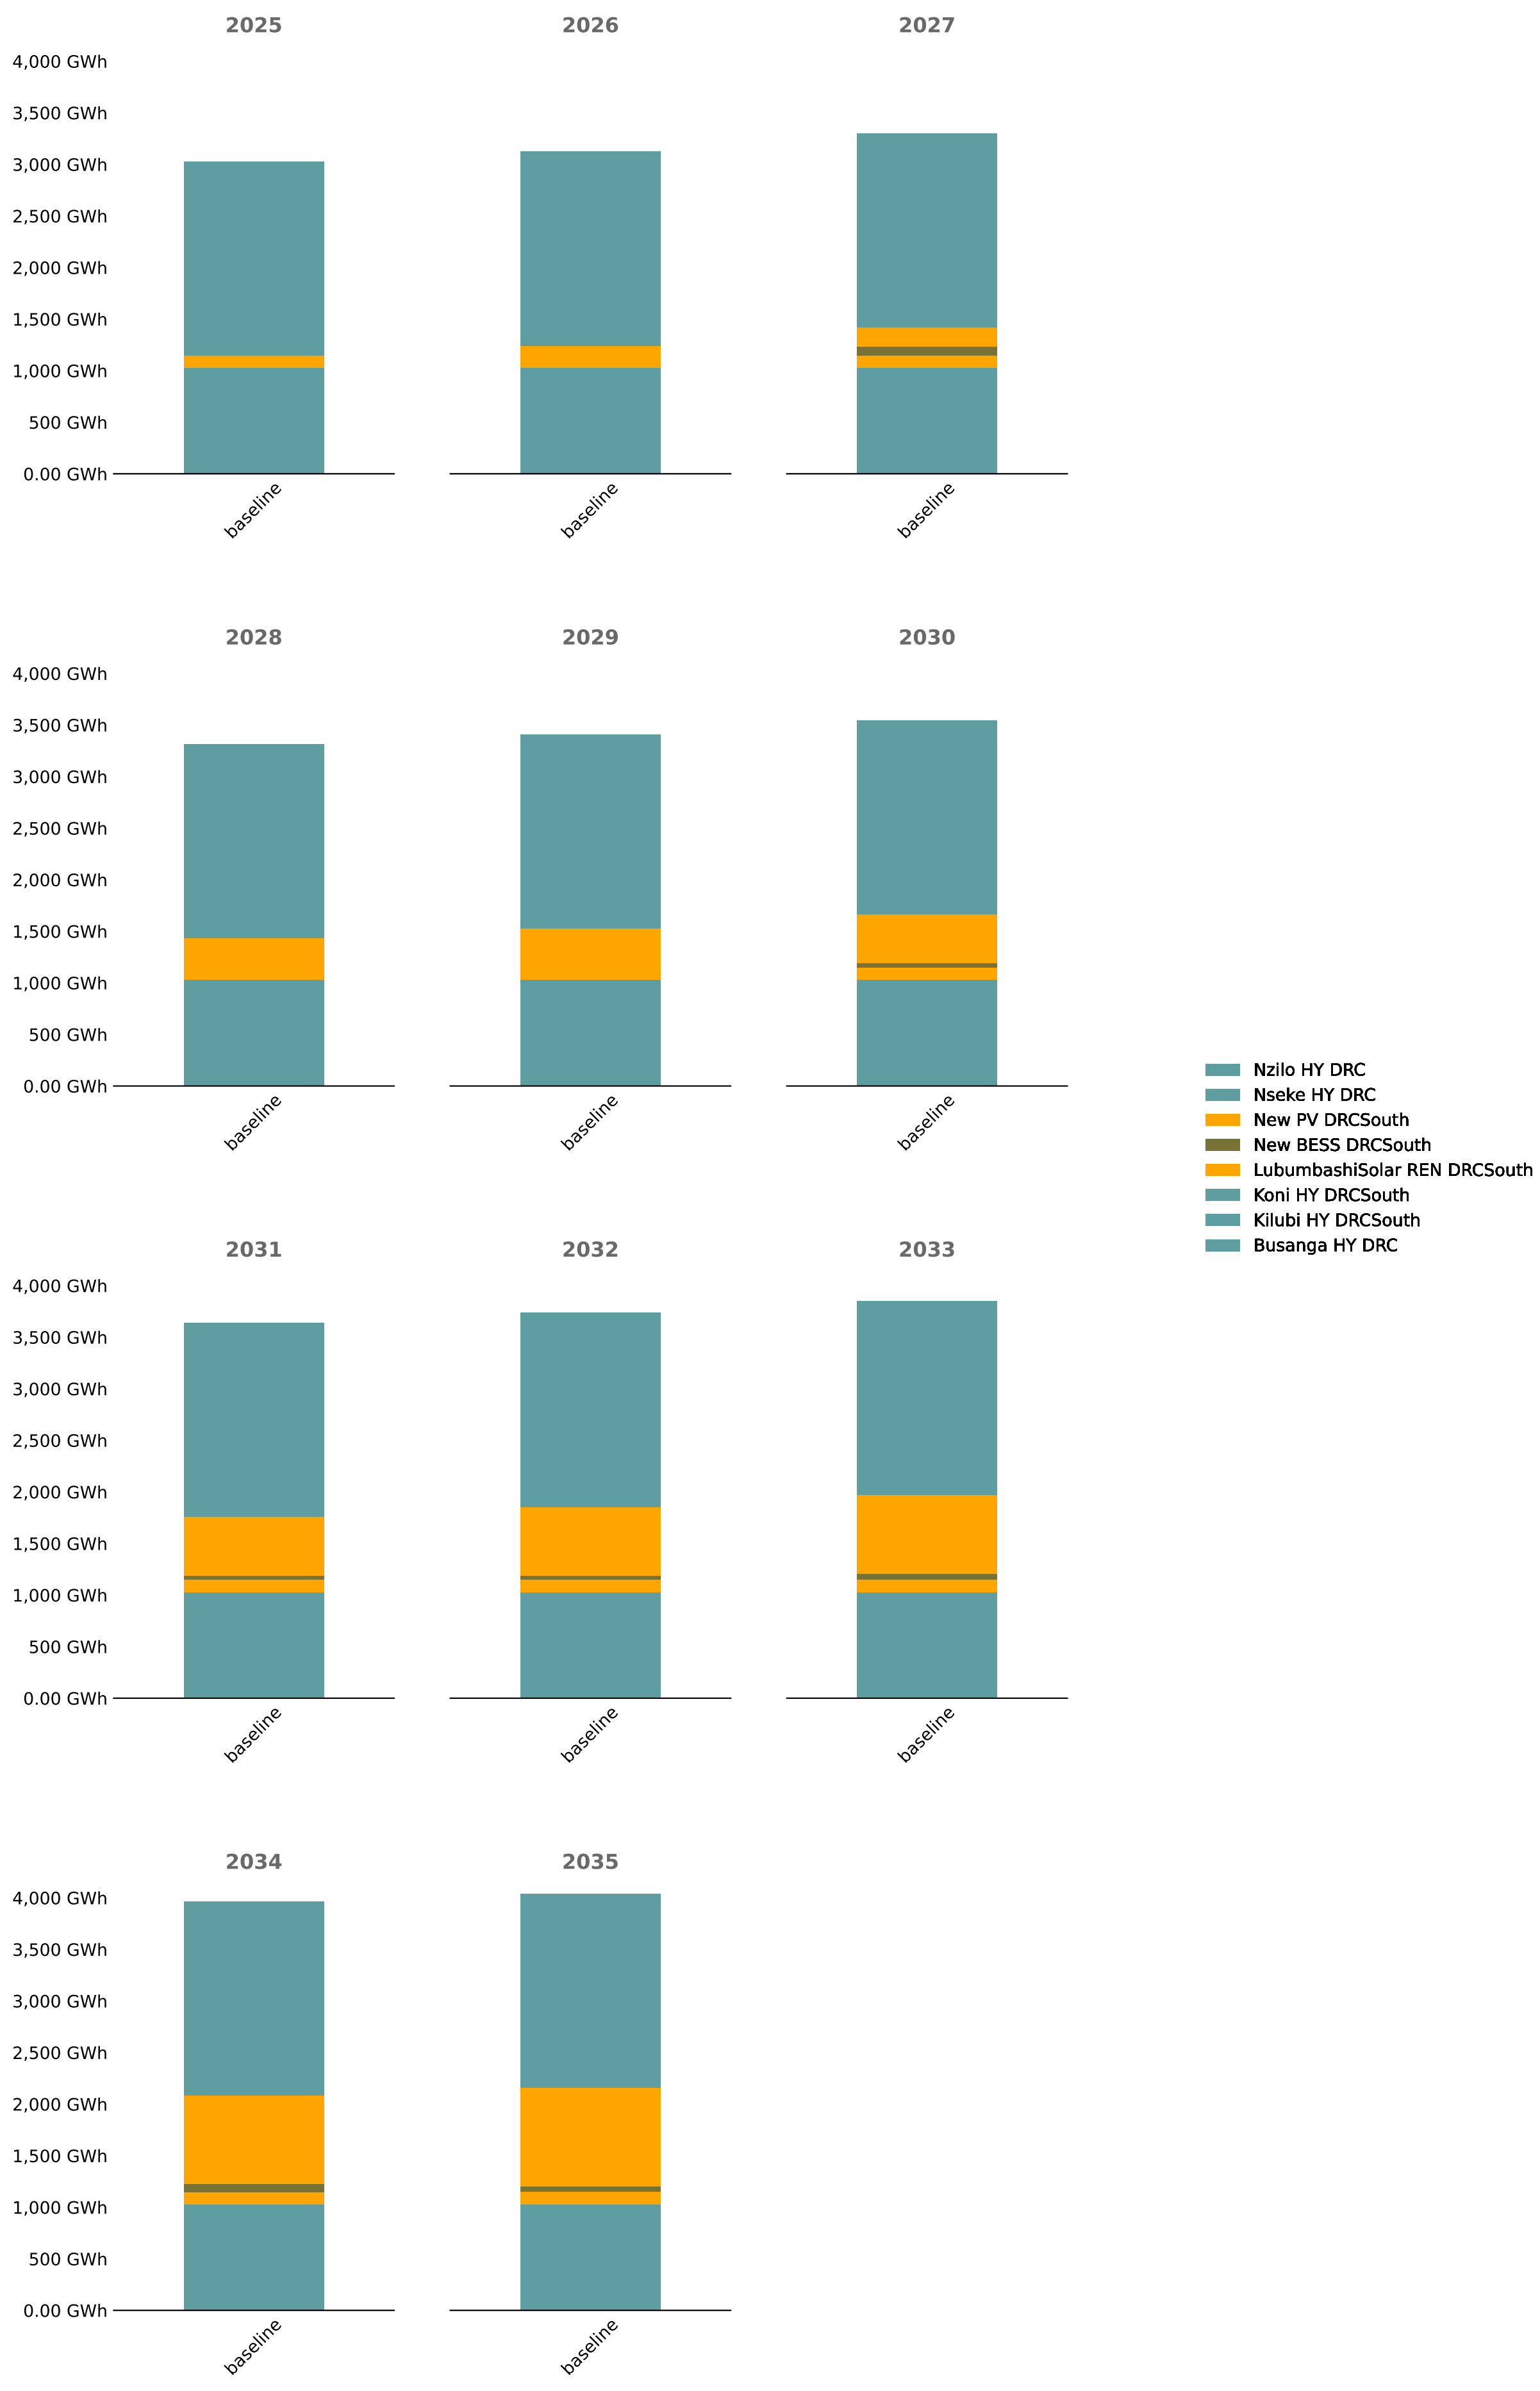 2025
2026
2027
4,000 GWh
3,500 GWh
3,000 GWh
2,500 GWh
2,000 GWh
1,500 GWh
1,000 GWh
500 GWh
0.00 GWh
baseline
baseline
baseline
2028
2029
2030
4,000 GWh
3,500 GWh
3,000 GWh
2,500 GWh
2,000 GWh
1,500 GWh
1,000 GWh
500 GWh
0.00 GWh
baseline
baseline
baseline
Nzilo HY DRC
Nseke HY DRC
New PV DRCSouth
New BESS DRCSouth
LubumbashiSolar REN DRCSouth
Koni HY DRCSouth
Kilubi HY DRCSouth
Busanga HY DRC
2031
2032
2033
4,000 GWh
3,500 GWh
3,000 GWh
2,500 GWh
2,000 GWh
1,500 GWh
1,000 GWh
500 GWh
0.00 GWh
baseline
baseline
baseline
2034
2035
4,000 GWh
3,500 GWh
3,000 GWh
2,500 GWh
2,000 GWh
1,500 GWh
1,000 GWh
500 GWh
0.00 GWh
baseline
baseline